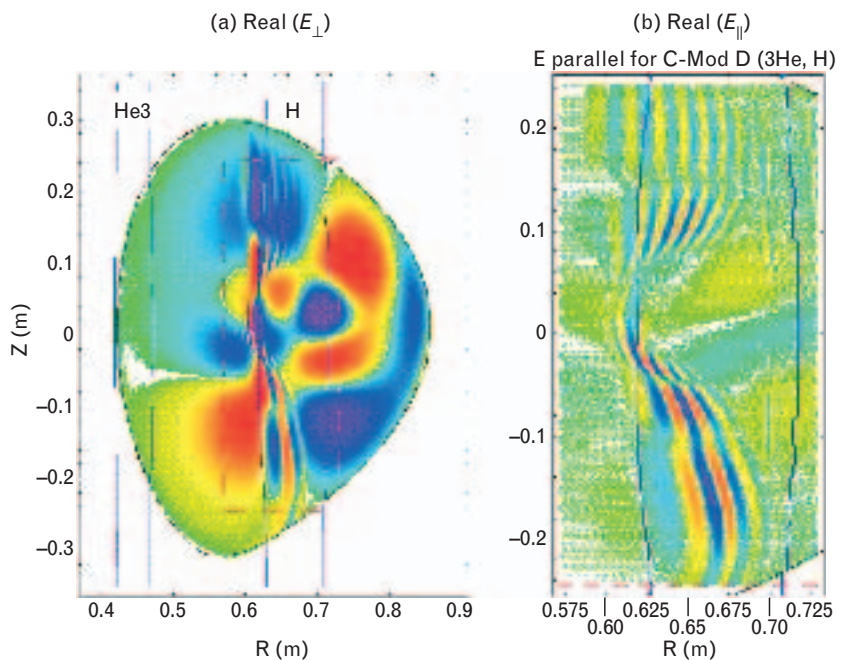 (a) Real (E⊥)
He3 H
Z (m)
0.3
0.2
0.1
0
–0.1
–0.2
–0.3
0.4 0.5 0.6 0.7 0.8 0.9
R (m)
(b) Real (E||)
E parallel for C-Mod D (3He, H)
0.2
0.1
0
–0.1
–0.2
0.575 0.625 0.675 0.725
0.60 0.65 0.70
R (m)